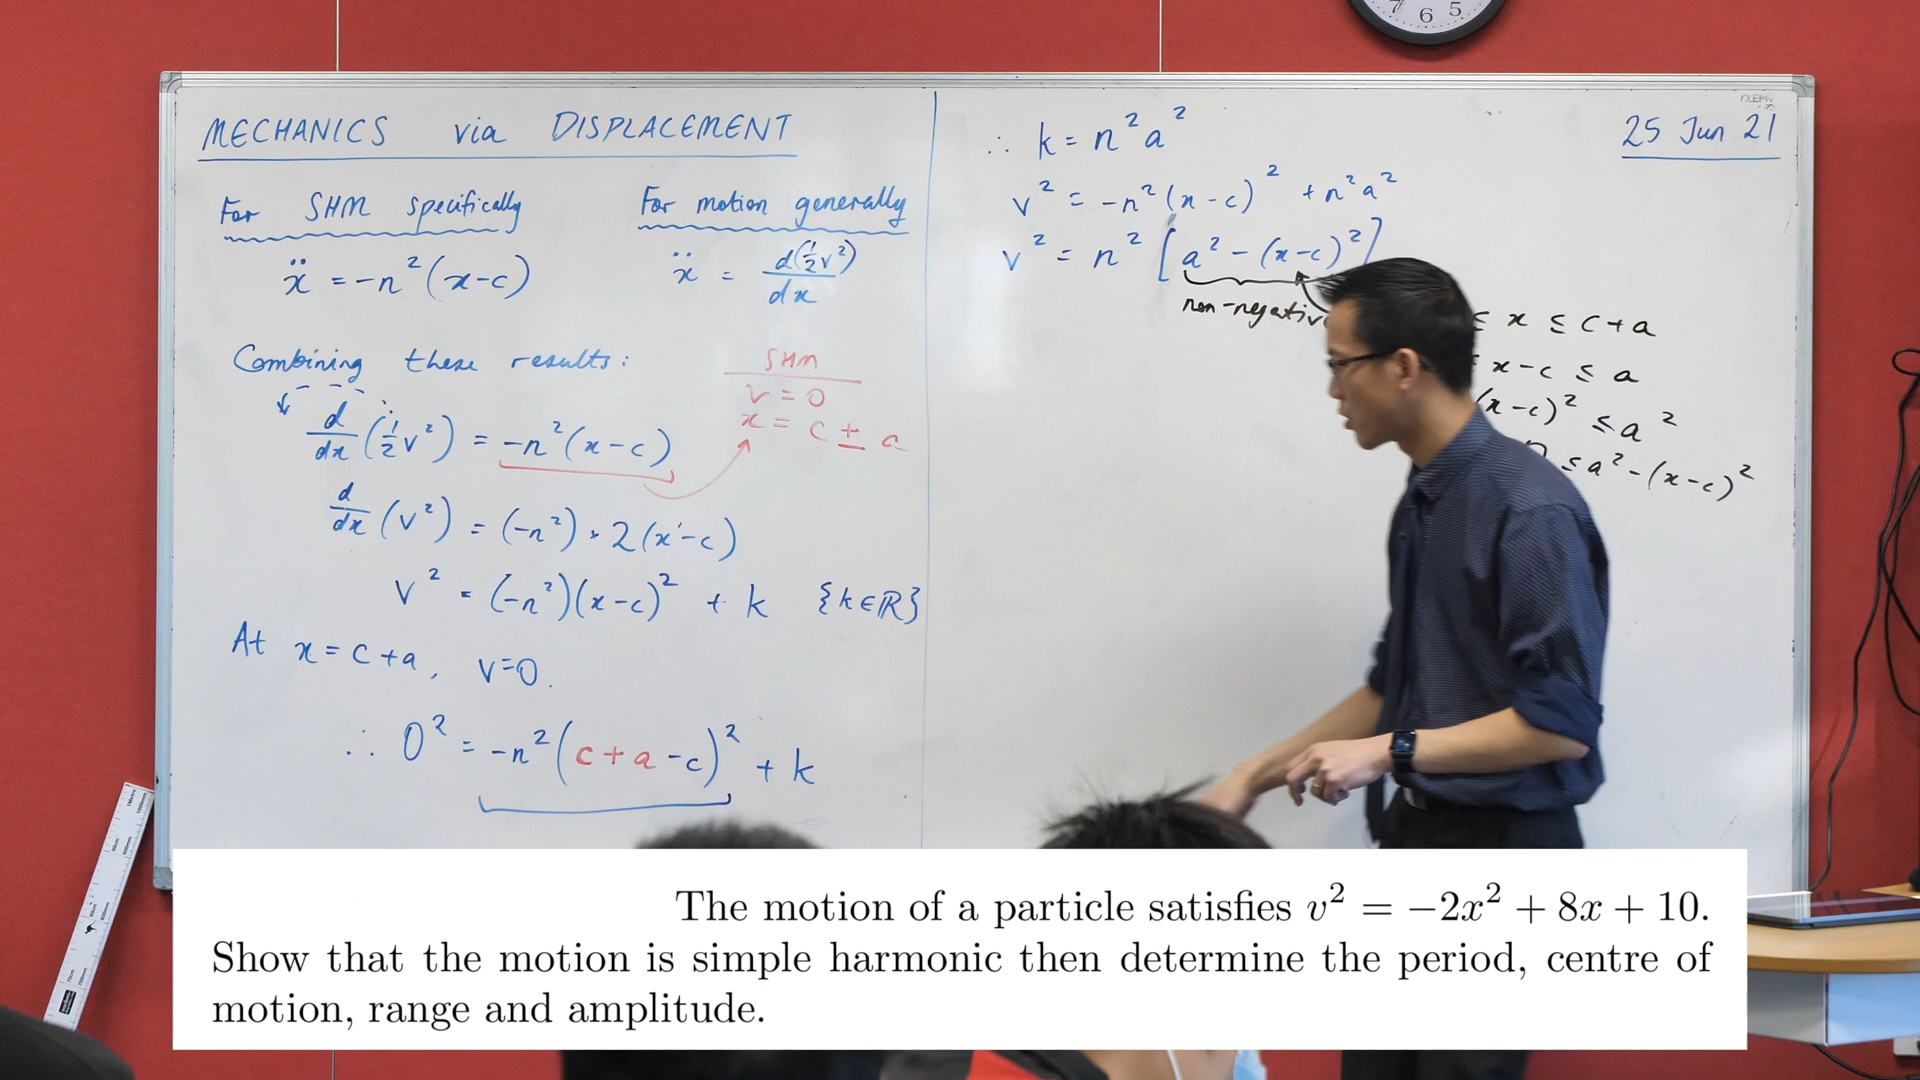 MECHANICS via DISPLACEMENT
For SHM specifically
ẍ = -n²(x-c)
For motion generally
ẍ = d(½v²)/dx
Combining these results:
d/dx (½v²) = -n²(x-c)
SHM
v = 0
x = c ± a
d/dx (v²) = (-n²) · 2(x-c)
v² = (-n²)(x-c)² + k {k∈ℝ}
At x = c+a, v=0.
∴ 0² = -n²(c+a-c)² + k
∴ k = n²a²
v² = -n²(x-c)² + n²a²
v² = n²[a² - (x-c)²]
non-negative
≤ x ≤ c+a
x-c ≤ a
(x-c)² ≤ a²
≤ a² - (x-c)²
25 Jun 21
7 6 5
The motion of a particle satisfies v² = −2x² + 8x + 10.
Show that the motion is simple harmonic then determine the period, centre of
motion, range and amplitude.